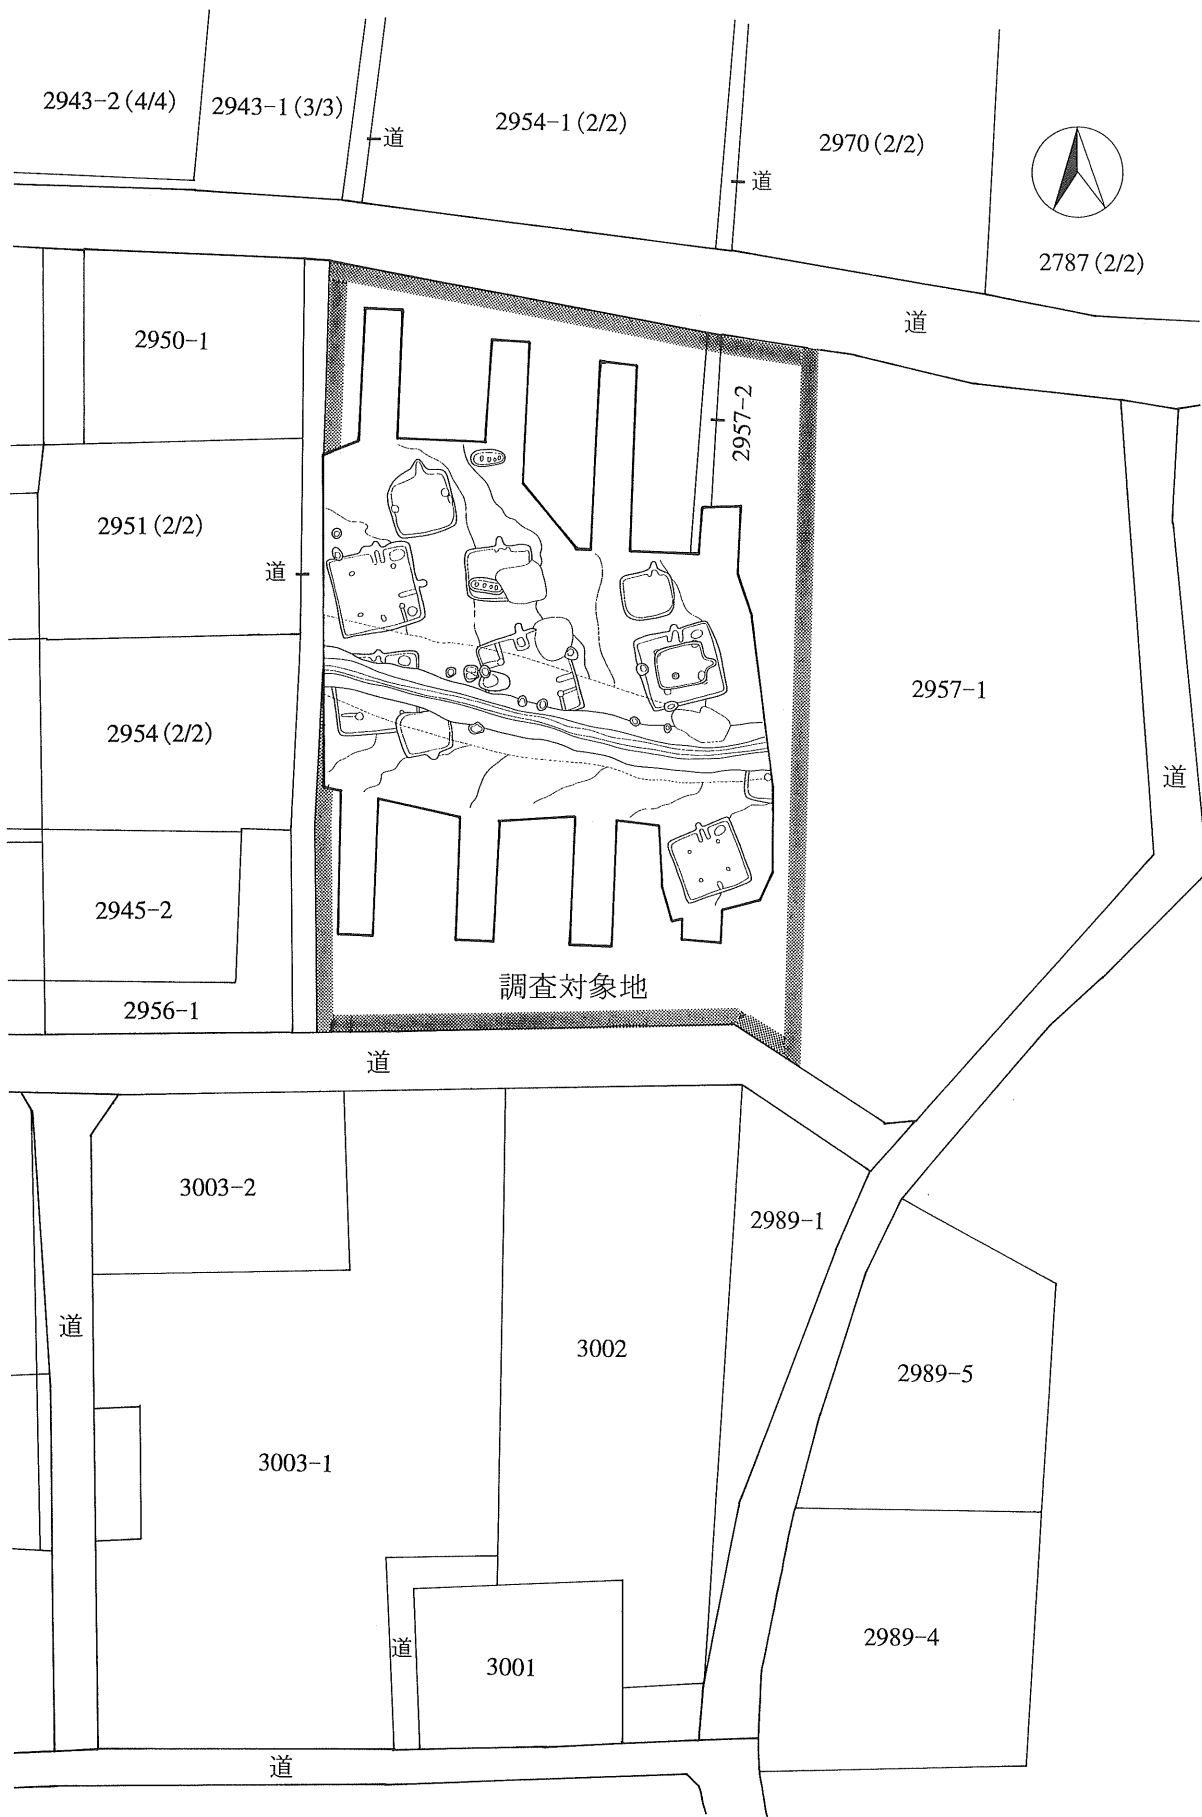 2943-2 (4/4)
2943-1 (3/3)
道
2954-1 (2/2)
道
2970 (2/2)
2787 (2/2)
道
2950-1
2957-2
2951 (2/2)
道
2957-1
2954 (2/2)
道
2945-2
調査対象地
2956-1
道
3003-2
2989-1
道
3002
2989-5
3003-1
2989-4
道
3001
道